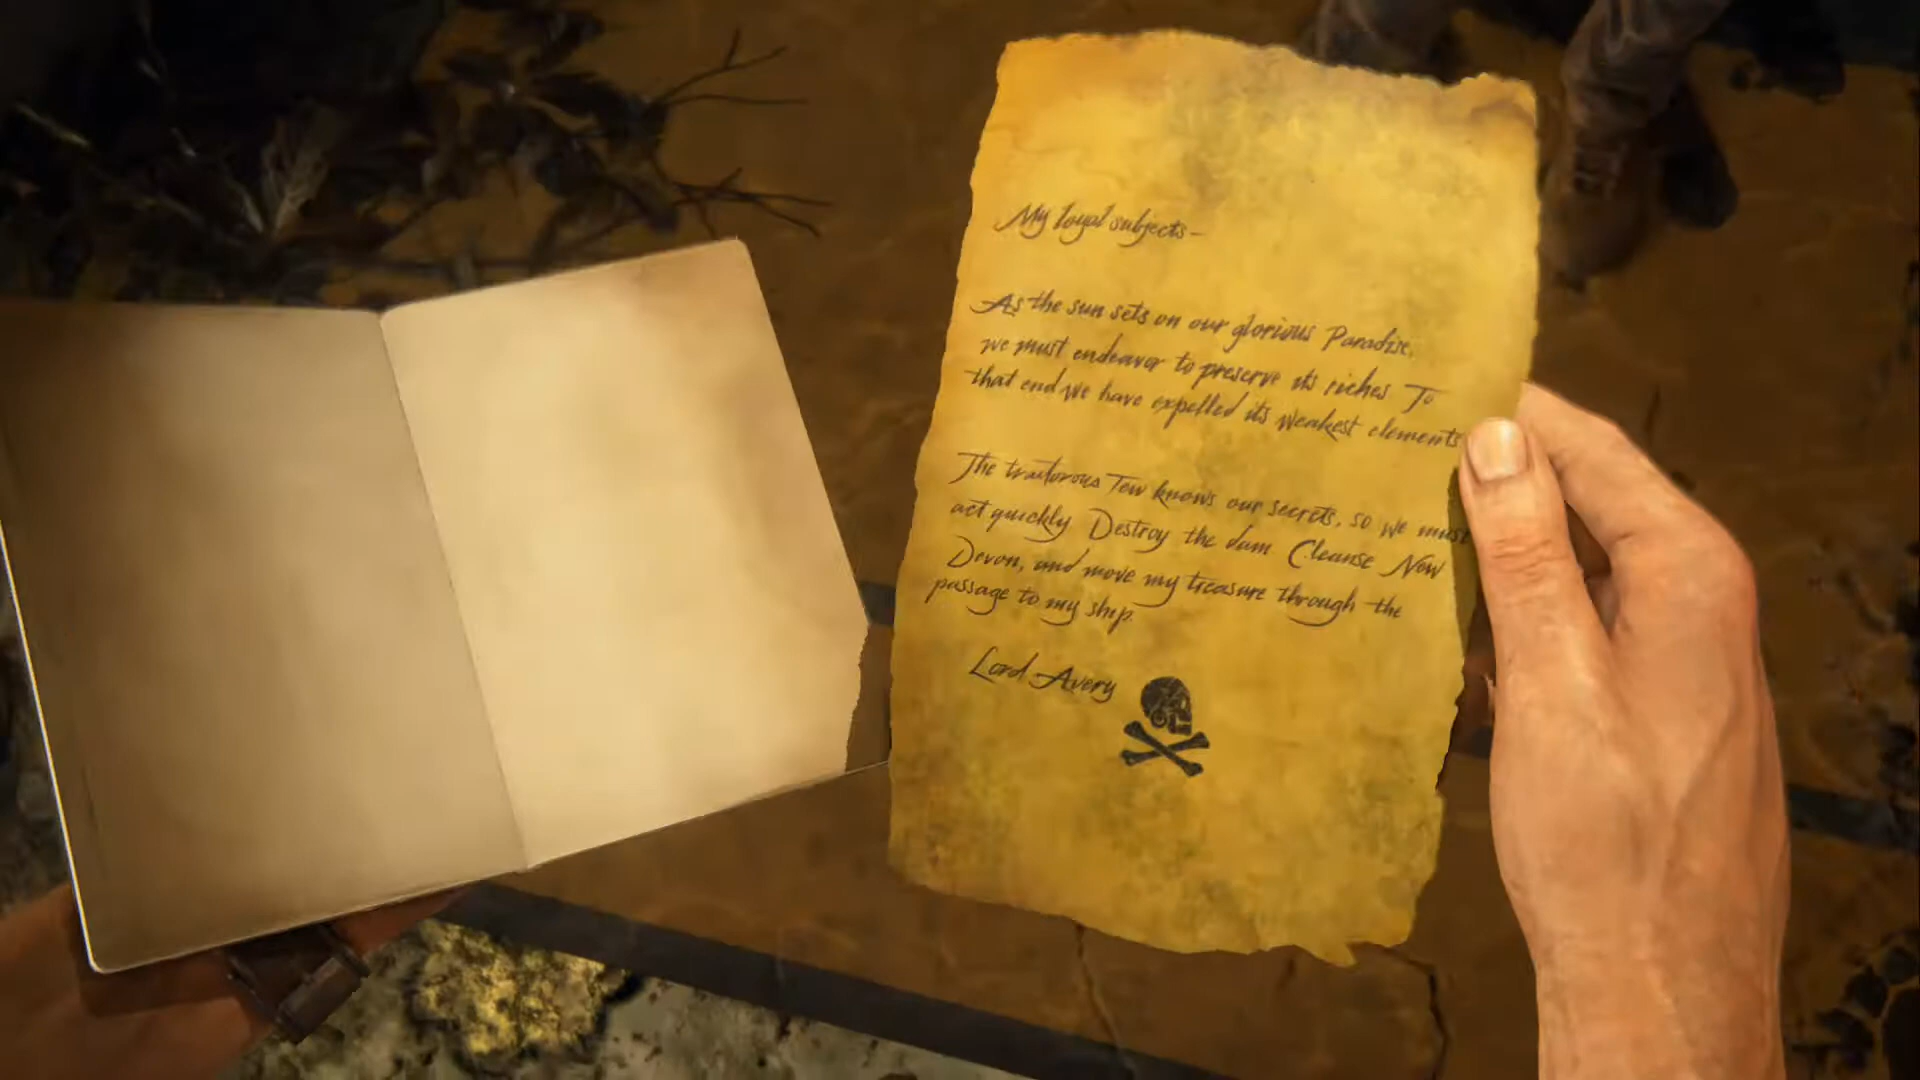 My loyal subjects-
As the sun sets on our glorious Paradise,
we must endeavor to preserve its riches To
that end we have expelled its weakest elements
The traitorous Tew knows our secrets, so we must
act quickly Destroy the dam Cleanse New
Devon, and move my treasure through the
passage to my ship.
Lord Avery